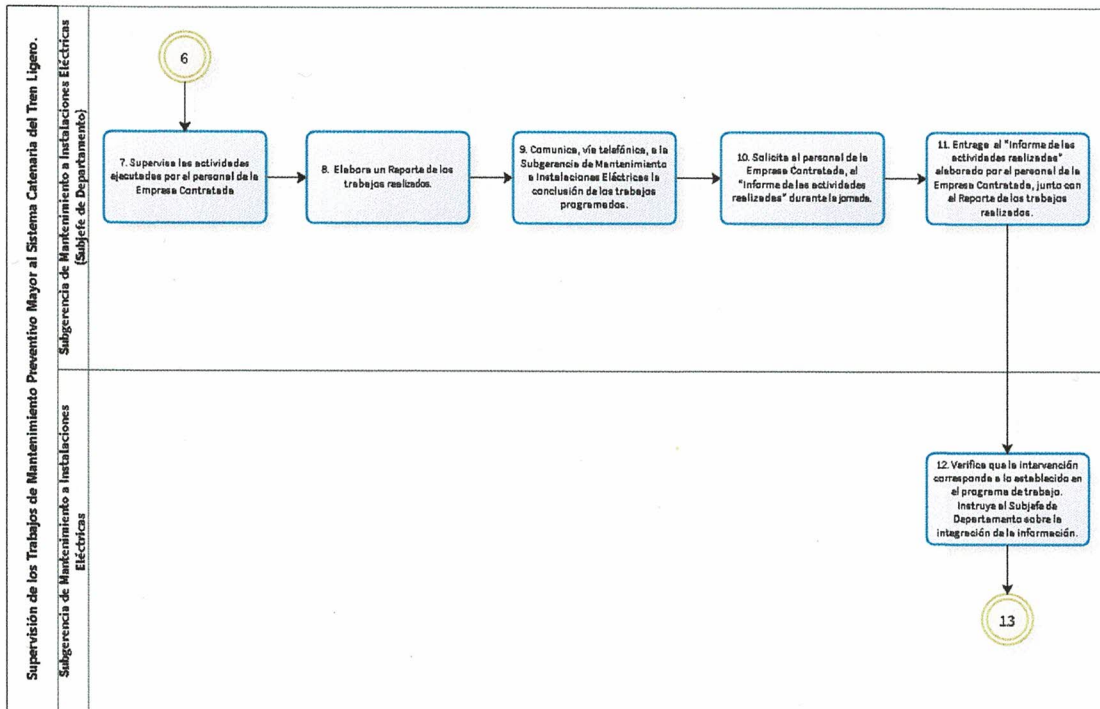 Supervisión de los Trabajos de Mantenimiento Preventivo Mayor al Sistema Catenaria del Tren Ligero.
Subgerencia de Mantenimiento a Instalaciones Eléctricas
(Subjefe de Departamento)
6
7. Supervisa las actividades
ejecutadas por el personal de la
Empresa Contratada
8. Elabora un Reporte de los
trabajos realizados.
9. Comunica, vía telefónica, a la
Subgerencia de Mantenimiento
a Instalaciones Eléctricas la
conclusión de los trabajos
programados.
10. Solicita al personal de la
Empresa Contratada, el
"Informe de las actividades
realizadas" durante la jornada.
11. Entrega el "Informe de las
actividades realizadas"
elaborado por el personal de
la Empresa Contratada, junto con
el Reporte de los trabajos
realizados.
Subgerencia de Mantenimiento a Instalaciones
Eléctricas
12. Verifica que la intervención
corresponda a lo establecido en
el programa de trabajo.
Instruye al Subjefe de
Departamento sobre la
integración de la información.
13